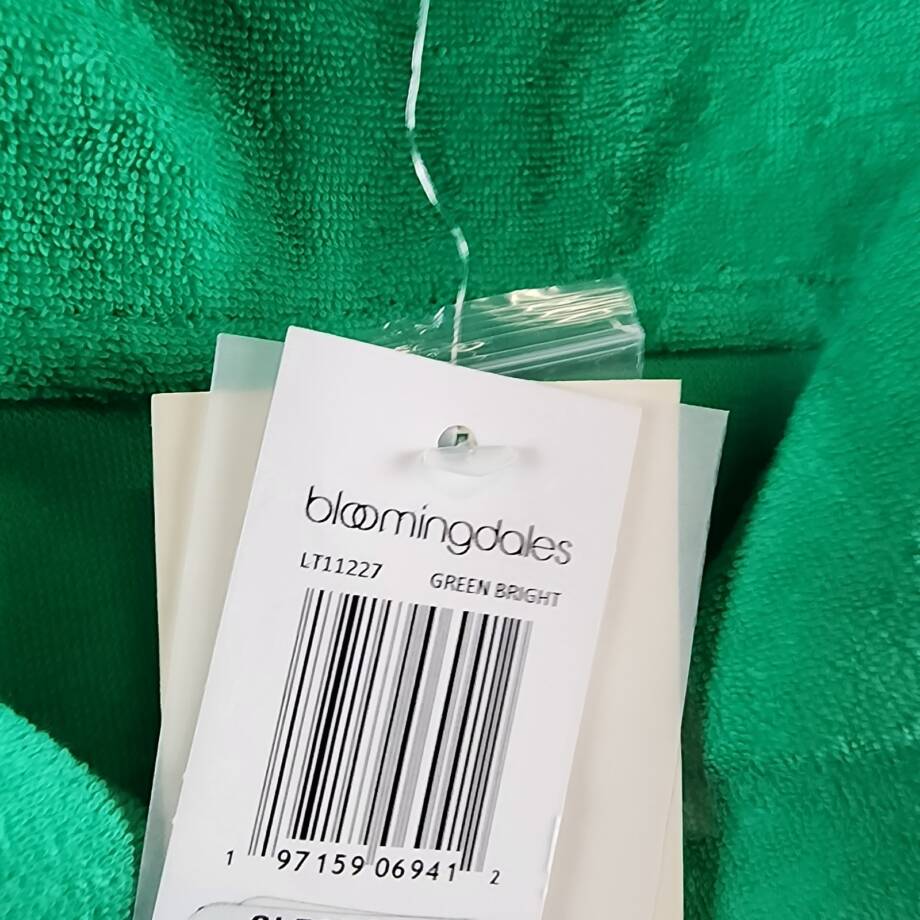 bloomingdales
LT11227 GREEN BRIGHT
1 97159 06941 2